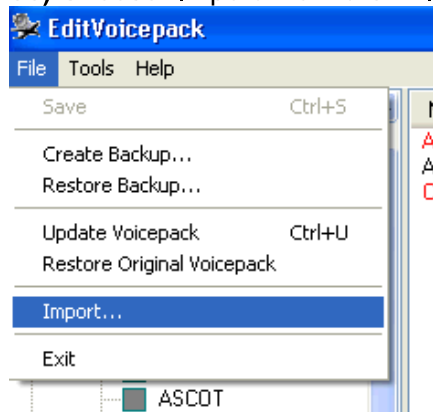 EditVoicepack
File Tools Help
Save Ctrl+S
Create Backup...
Restore Backup...
Update Voicepack Ctrl+U
Restore Original Voicepack
Import...
Exit
ASCOT